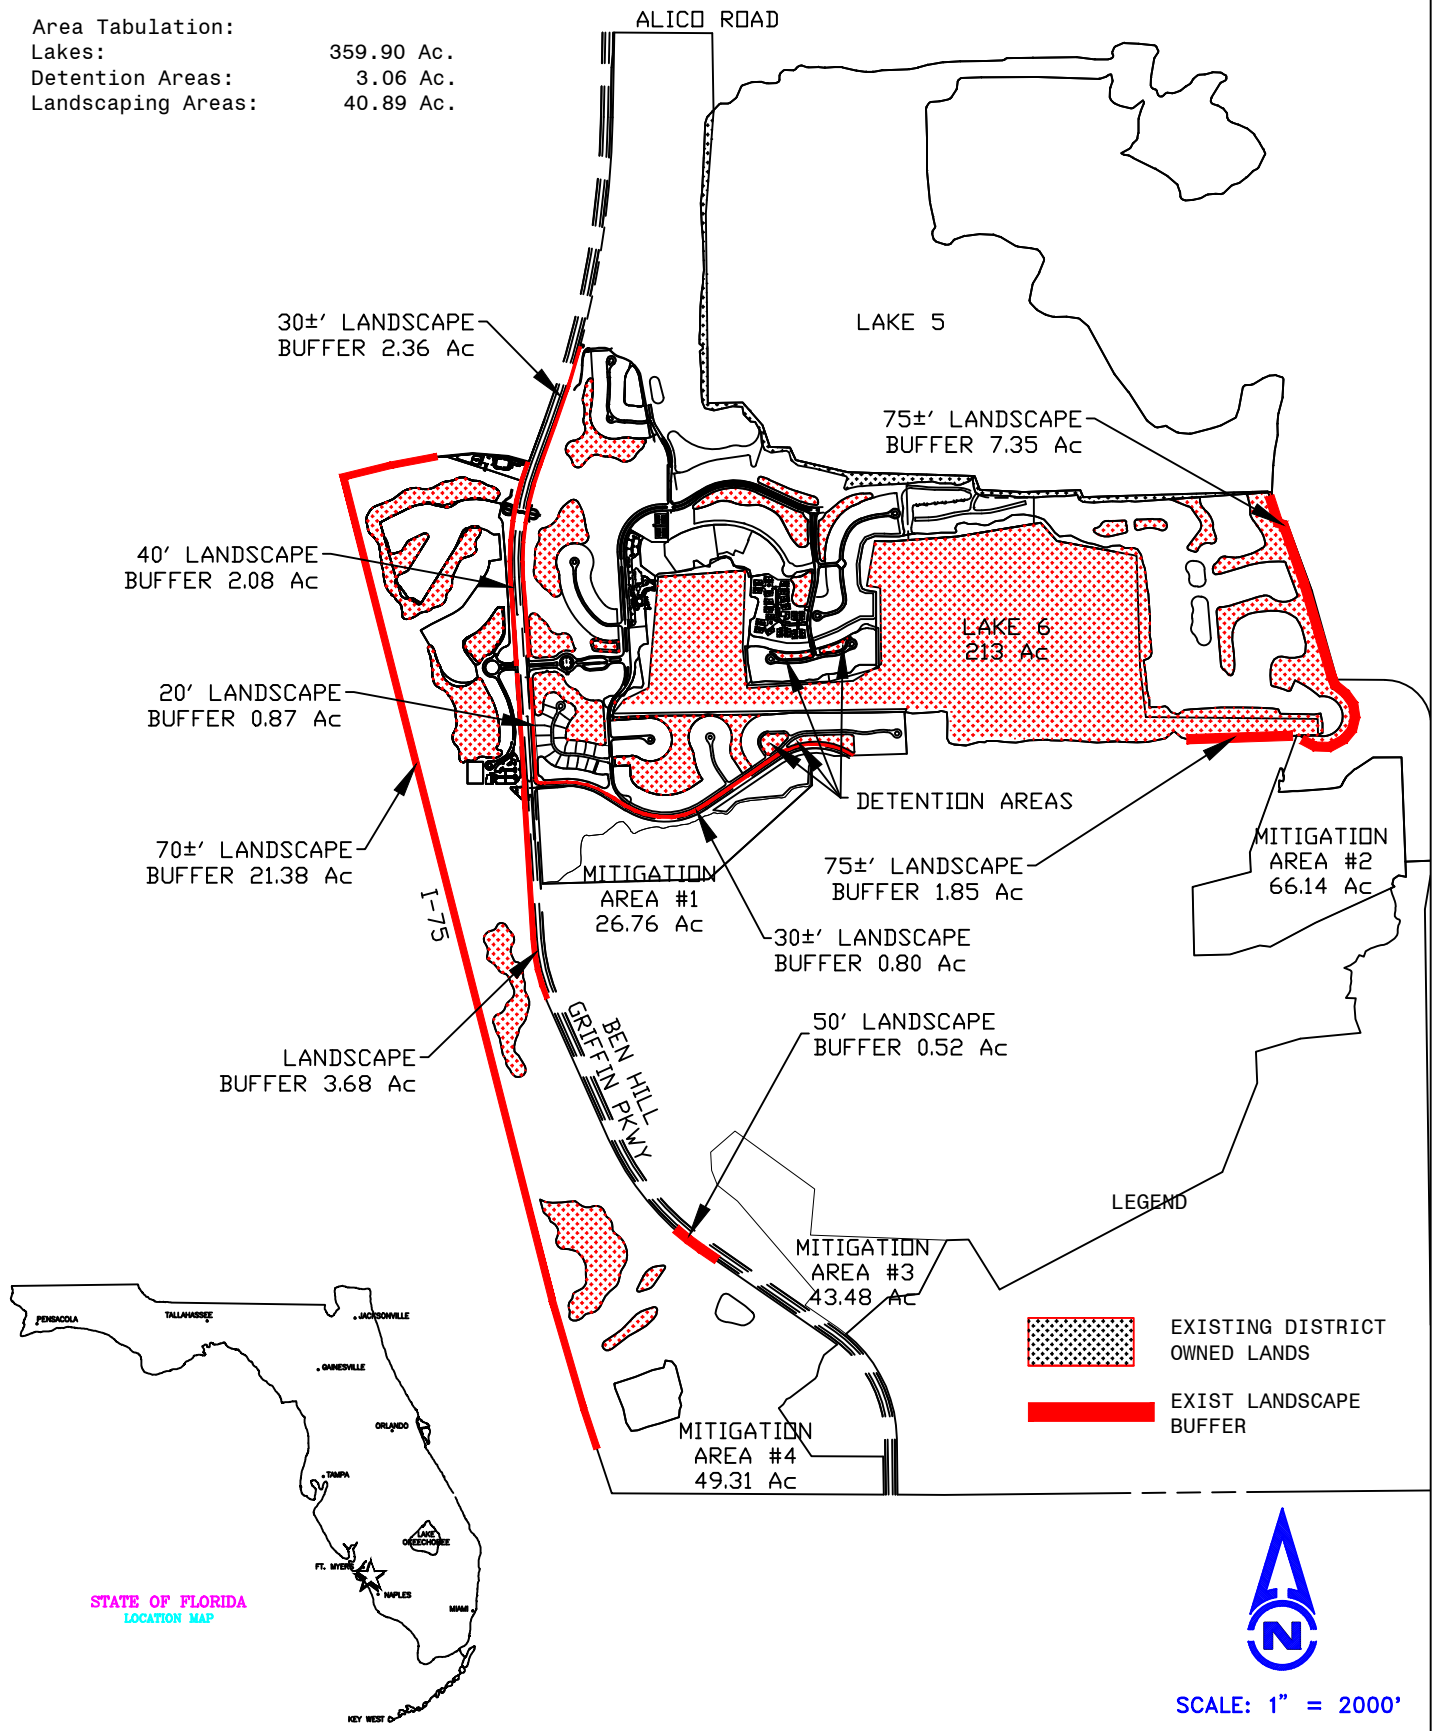 Area Tabulation:
Lakes: 359.90 Ac.
Detention Areas: 3.06 Ac.
Landscaping Areas: 40.89 Ac.
ALICO ROAD
30±' LANDSCAPE
BUFFER 2.36 Ac
LAKE 5
75±' LANDSCAPE
BUFFER 7.35 Ac
40' LANDSCAPE
BUFFER 2.08 Ac
LAKE 6
213 Ac
20' LANDSCAPE
BUFFER 0.87 Ac
DETENTION AREAS
70±' LANDSCAPE
BUFFER 21.38 Ac
I-75
MITIGATION
AREA #1
26.76 Ac
75±' LANDSCAPE
BUFFER 1.85 Ac
MITIGATION
AREA #2
66.14 Ac
30±' LANDSCAPE
BUFFER 0.80 Ac
LANDSCAPE
BUFFER 3.68 Ac
BEN HILL
GRIFFIN PKWY
50' LANDSCAPE
BUFFER 0.52 Ac
LEGEND
MITIGATION
AREA #3
43.48 Ac
EXISTING DISTRICT
OWNED LANDS
EXIST LANDSCAPE
BUFFER
MITIGATION
AREA #4
49.31 Ac
PENSACOLA
TALLAHASSEE
JACKSONVILLE
GAINESVILLE
ORLANDO
TAMPA
LAKE
OKEECHOBEE
FT. MYERS
NAPLES
MIAMI
KEY WEST
STATE OF FLORIDA
LOCATION MAP
N
SCALE: 1" = 2000'